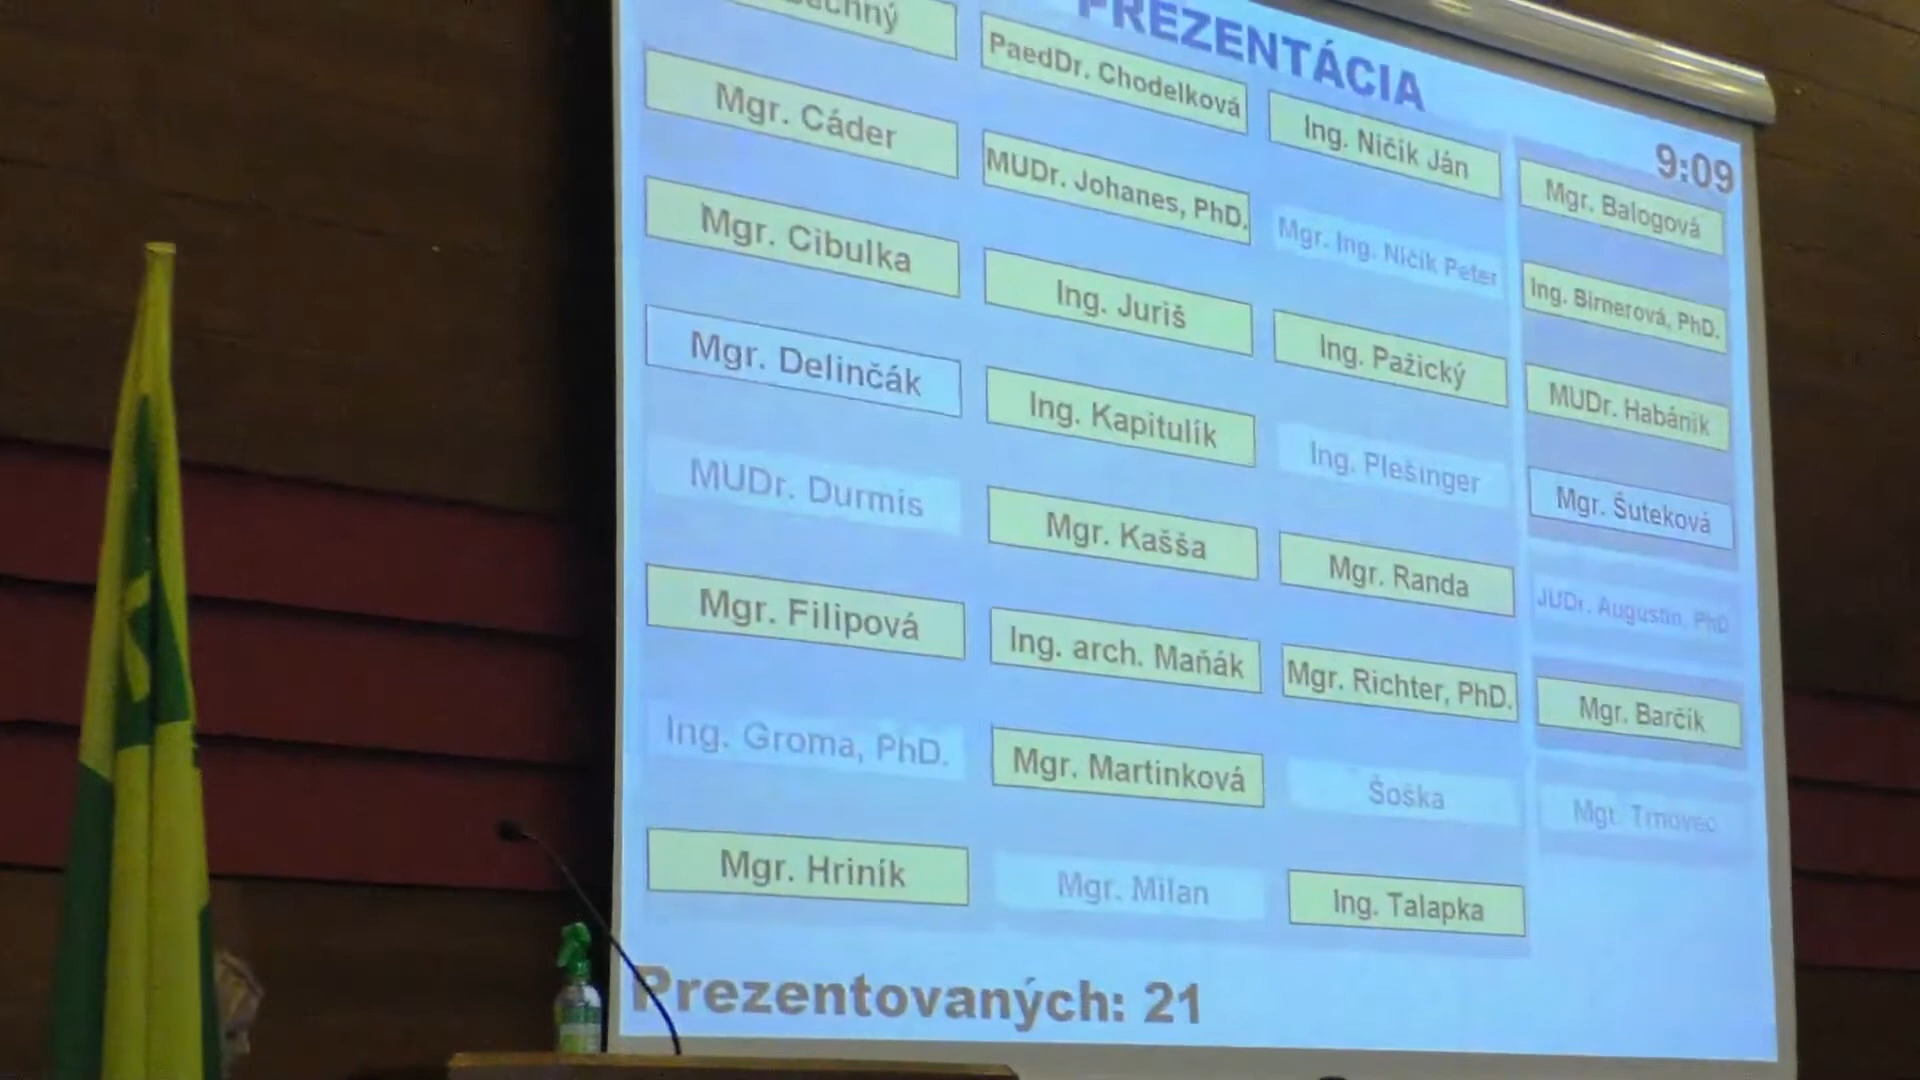 PREZENTÁCIA
9:09
Mgr. Cáder
Mgr. Cibulka
Mgr. Delinčák
MUDr. Durmis
Mgr. Filipová
Ing. Groma, PhD.
Mgr. Hriník
PaedDr. Chodelková
MUDr. Johanes, PhD.
Ing. Juriš
Ing. Kapitulík
Mgr. Kašša
Ing. arch. Maňák
Mgr. Martinková
Mgr. Milan
Ing. Ničík Ján
Mgr. Ing. Ničík Peter
Ing. Pažický
Ing. Plešinger
Mgr. Randa
Mgr. Richter, PhD.
Šoška
Ing. Talapka
Mgr. Balogová
Ing. Birnerová, PhD.
MUDr. Habánik
Mgr. Šuteková
JUDr. Augustín, PhD
Mgr. Barčík
Mgr. Trnovec
Prezentovaných: 21